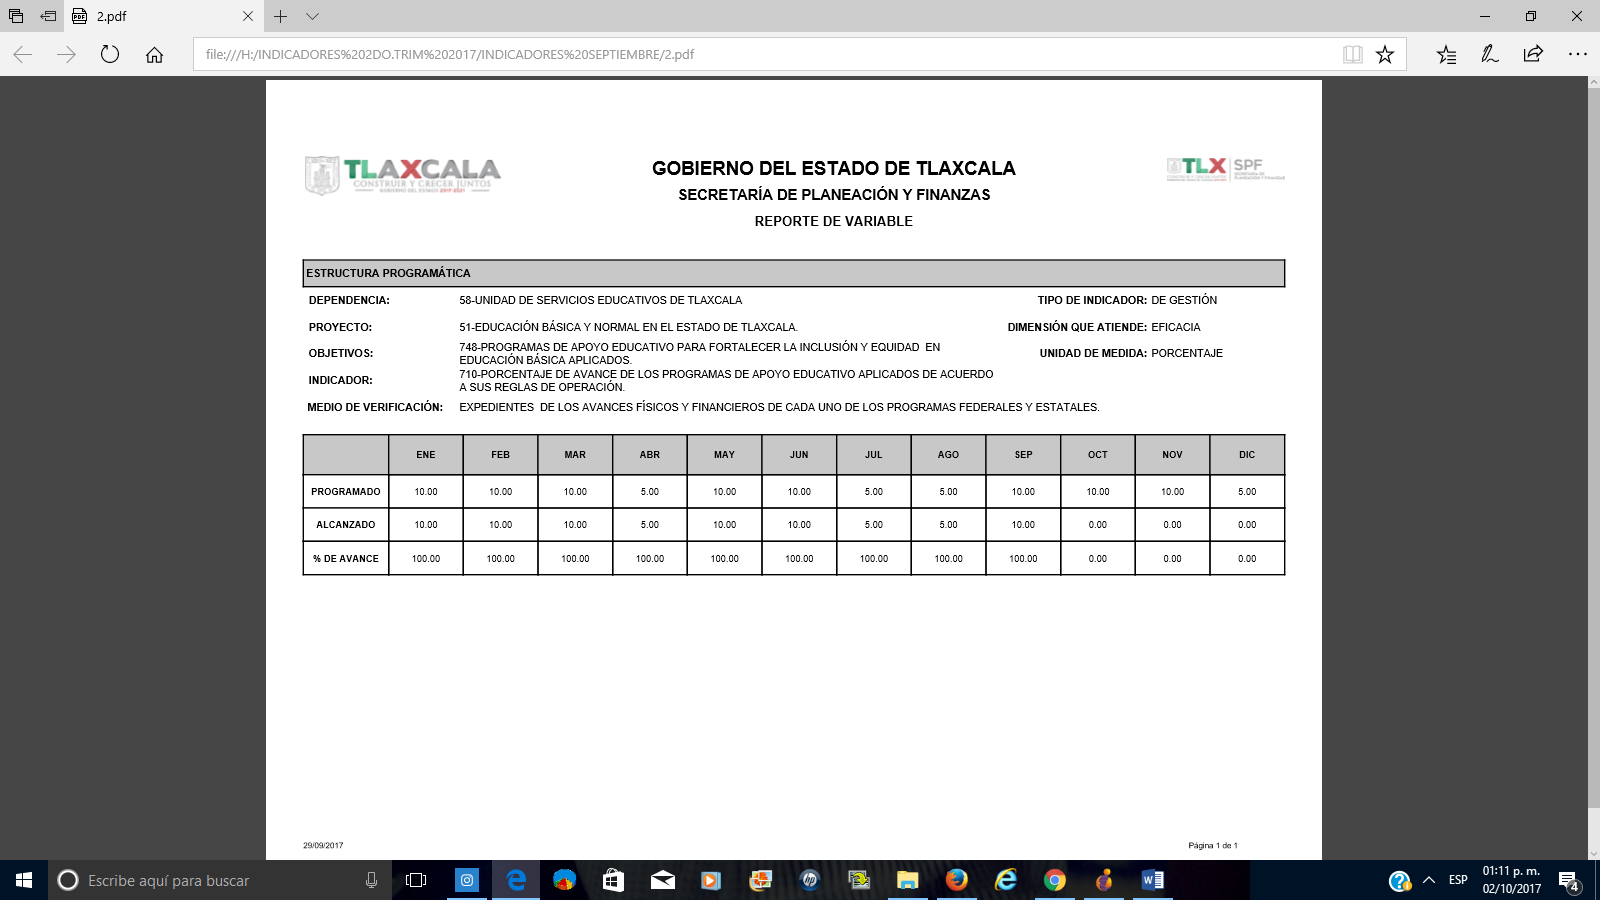 2.pdf
file:///H:/INDICADORES%202DO.TRIM%202017/INDICADORES%20SEPTIEMBRE/2.pdf
TLAXCALA
CONSTRUIR Y CRECER JUNTOS
GOBIERNO DEL ESTADO 2017-2021
GOBIERNO DEL ESTADO DE TLAXCALA
SECRETARÍA DE PLANEACIÓN Y FINANZAS
REPORTE DE VARIABLE
TLX SPF
ESTRUCTURA PROGRAMÁTICA
DEPENDENCIA: 58-UNIDAD DE SERVICIOS EDUCATIVOS DE TLAXCALA TIPO DE INDICADOR: DE GESTIÓN
PROYECTO: 51-EDUCACIÓN BÁSICA Y NORMAL EN EL ESTADO DE TLAXCALA. DIMENSIÓN QUE ATIENDE: EFICACIA
OBJETIVOS: 748-PROGRAMAS DE APOYO EDUCATIVO PARA FORTALECER LA INCLUSIÓN Y EQUIDAD EN
EDUCACIÓN BÁSICA APLICADOS. UNIDAD DE MEDIDA: PORCENTAJE
INDICADOR: 710-PORCENTAJE DE AVANCE DE LOS PROGRAMAS DE APOYO EDUCATIVO APLICADOS DE ACUERDO
A SUS REGLAS DE OPERACIÓN.
MEDIO DE VERIFICACIÓN: EXPEDIENTES DE LOS AVANCES FÍSICOS Y FINANCIEROS DE CADA UNO DE LOS PROGRAMAS FEDERALES Y ESTATALES.
ENE FEB MAR ABR MAY JUN JUL AGO SEP OCT NOV DIC
PROGRAMADO 10.00 10.00 10.00 5.00 10.00 10.00 5.00 5.00 10.00 10.00 10.00 5.00
ALCANZADO 10.00 10.00 10.00 5.00 10.00 10.00 5.00 5.00 10.00 0.00 0.00 0.00
% DE AVANCE 100.00 100.00 100.00 100.00 100.00 100.00 100.00 100.00 100.00 0.00 0.00 0.00
29/09/2017 Página 1 de 1
Escribe aquí para buscar
ESP
01:11 p. m.
02/10/2017
4